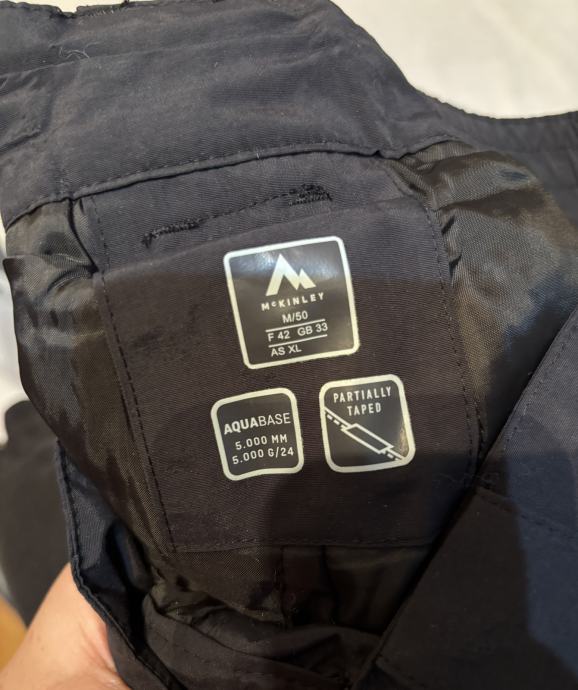 McKINLEY
M/50
F 42 GB 33
AS XL
AQUABASE
5.000 MM
5.000 G/24
PARTIALLY
TAPED